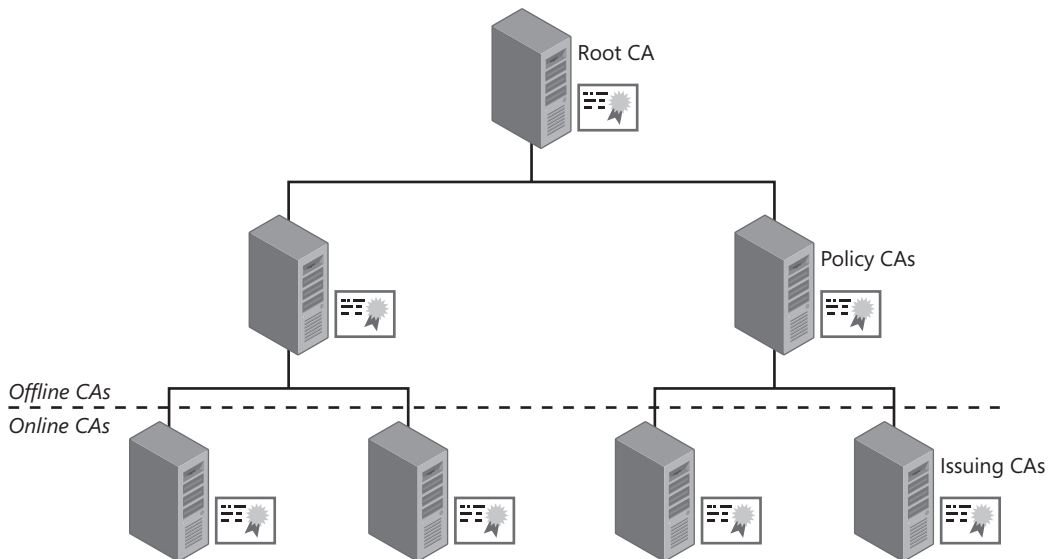 Root CA
Policy CAs
Offline CAs
Online CAs
Issuing CAs